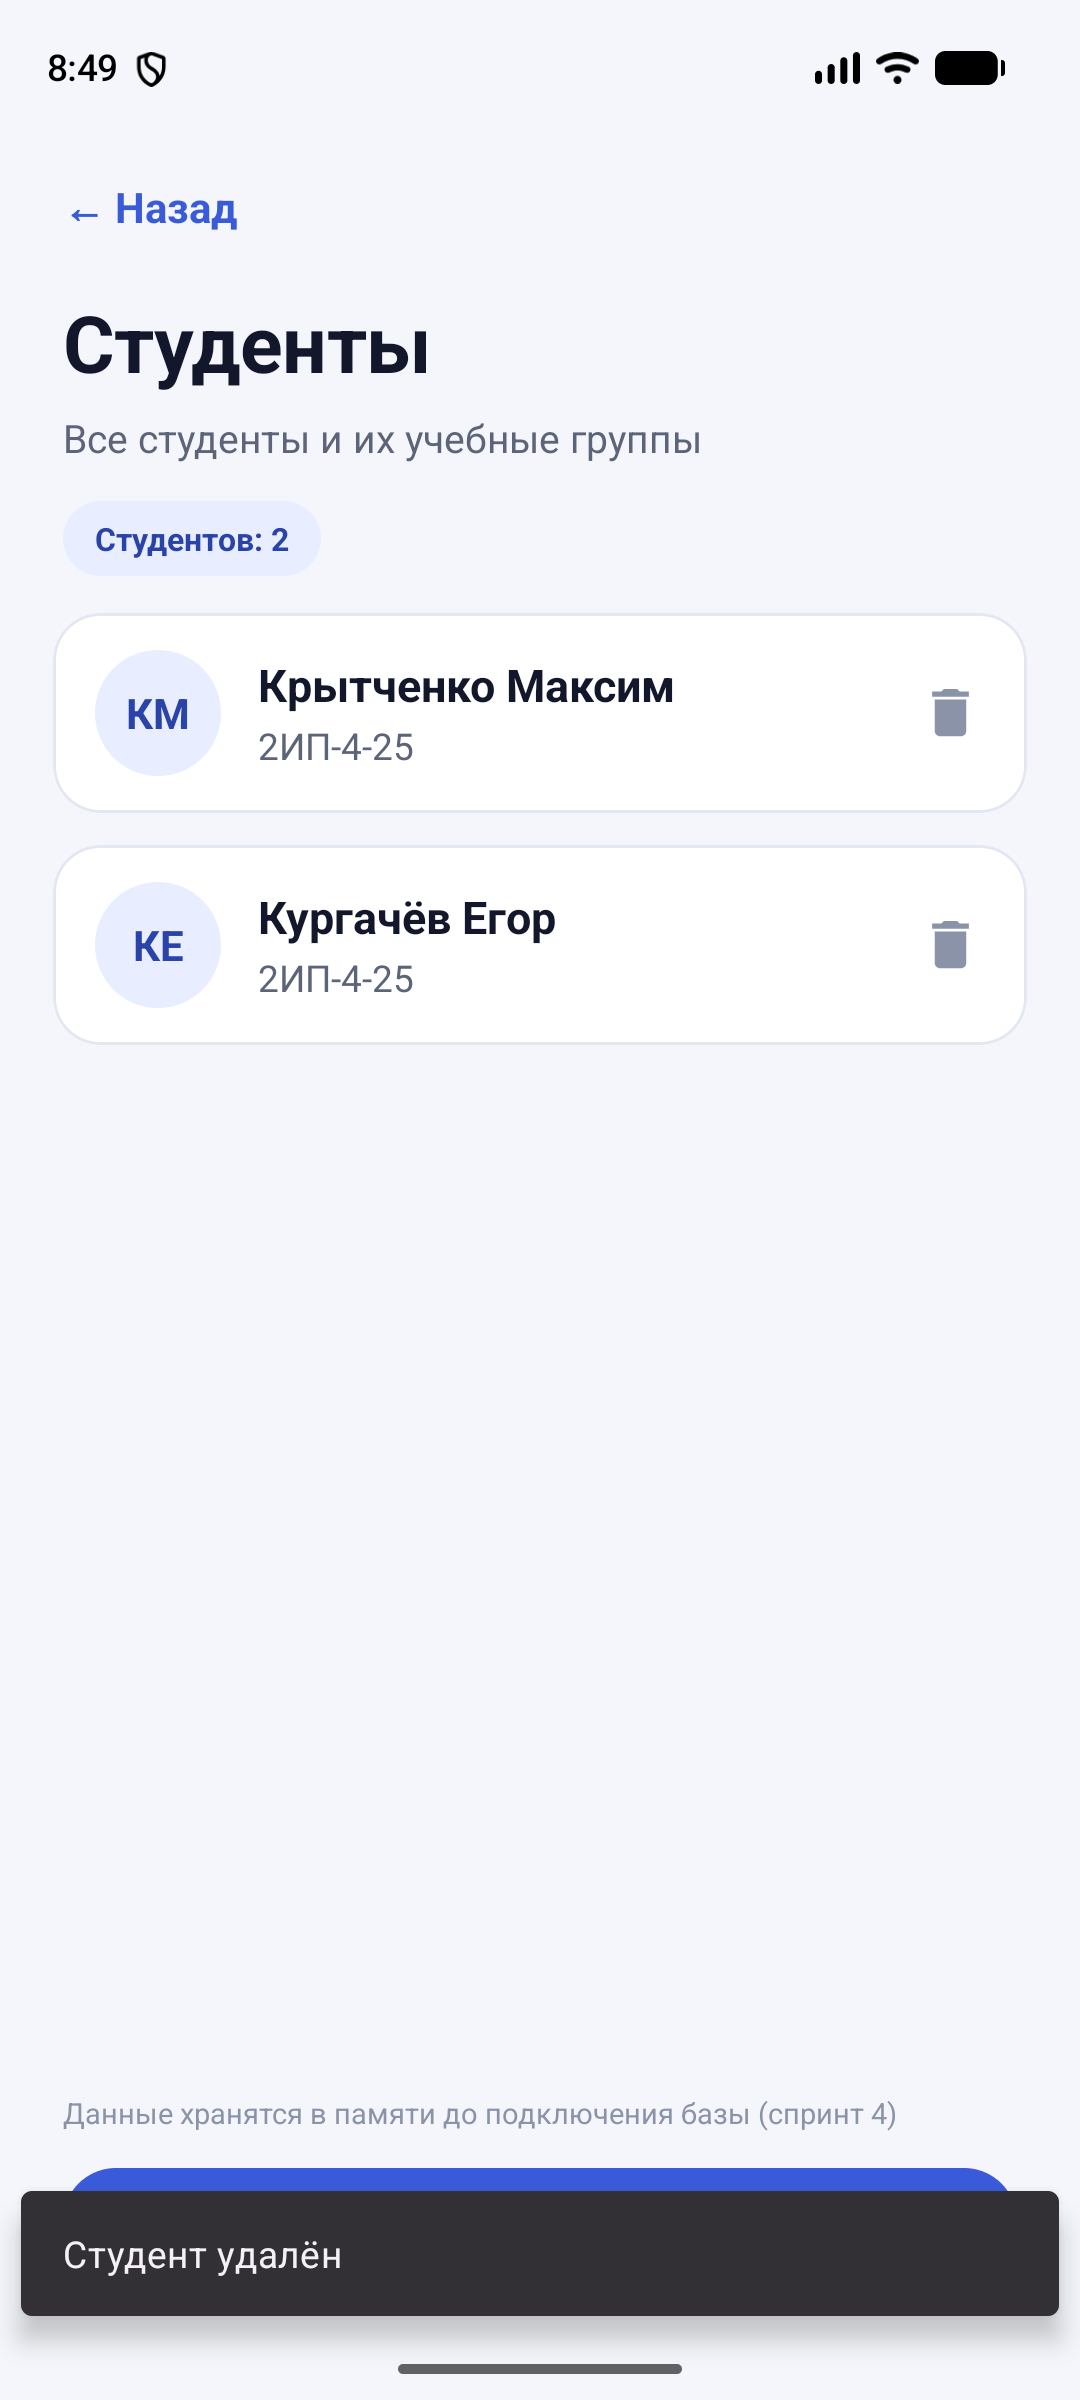 8:49
← Назад
Студенты
Все студенты и их учебные группы
Студентов: 2
КМ
Крытченко Максим
2ИП-4-25
КЕ
Кургачёв Егор
2ИП-4-25
Данные хранятся в памяти до подключения базы (спринт 4)
Студент удалён